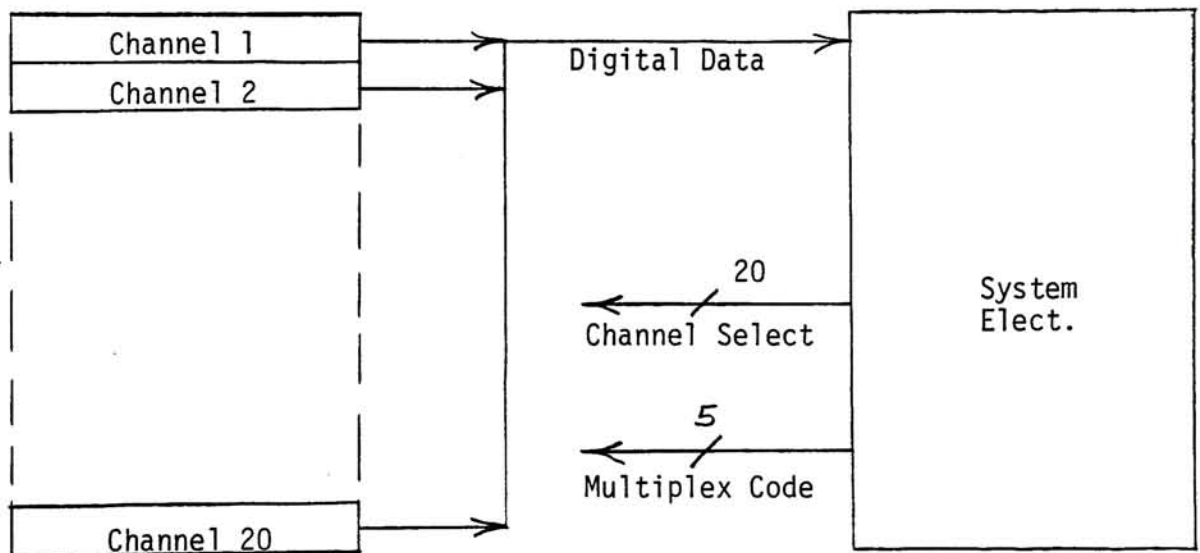 Channel 1
Channel 2
Digital Data
20
Channel Select
System
Elect.
5
Multiplex Code
Channel 20